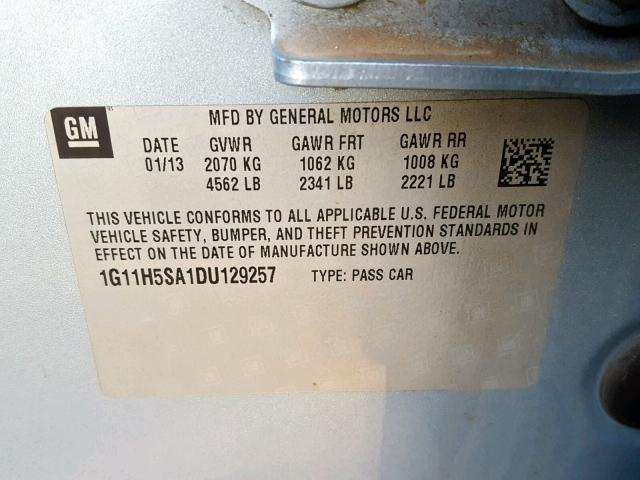 GM
MFD BY GENERAL MOTORS LLC
DATE GVWR GAWR FRT GAWR RR
01/13 2070 KG 1062 KG 1008 KG
4562 LB 2341 LB 2221 LB
THIS VEHICLE CONFORMS TO ALL APPLICABLE U.S. FEDERAL MOTOR
VEHICLE SAFETY, BUMPER, AND THEFT PREVENTION STANDARDS IN
EFFECT ON THE DATE OF MANUFACTURE SHOWN ABOVE.
1G11H5SA1DU129257 TYPE: PASS CAR